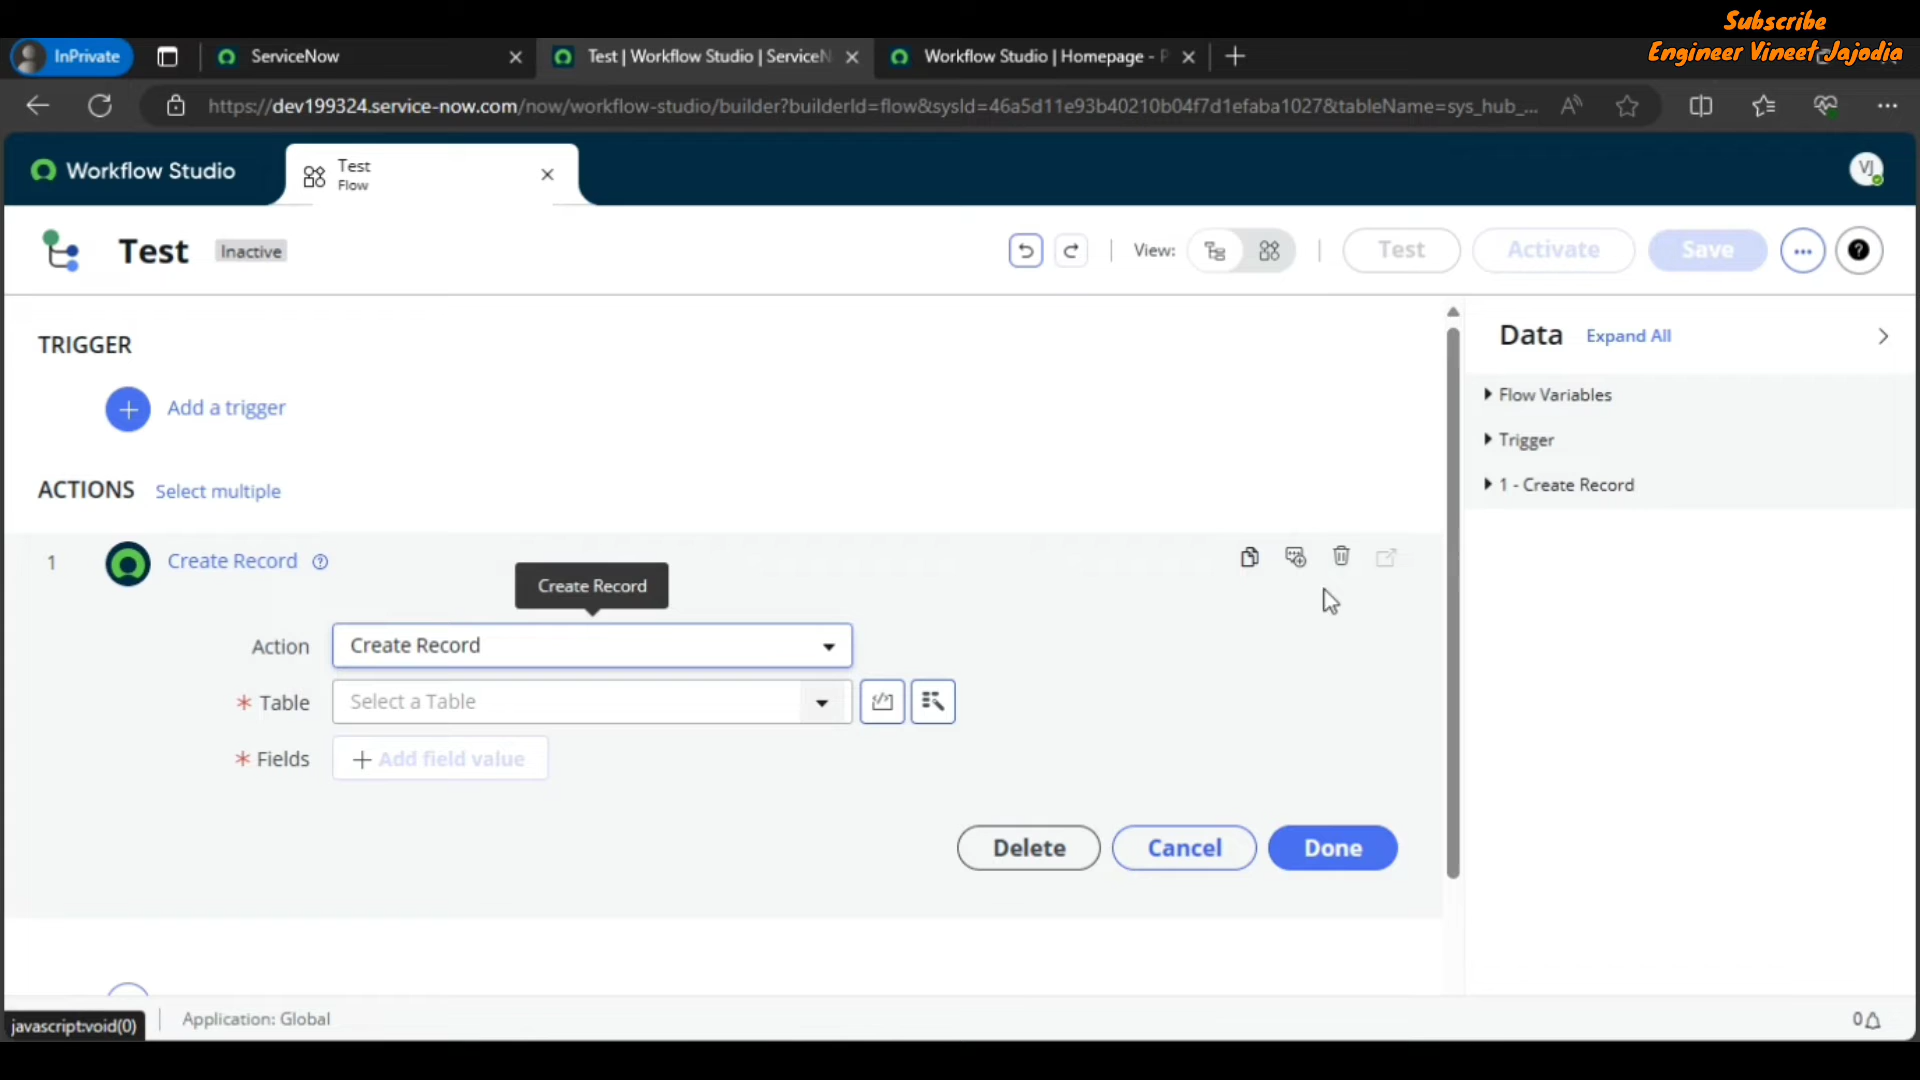 Subscribe
Engineer Vineet Jajodia
InPrivate
ServiceNow
Test | Workflow Studio | ServiceN
Workflow Studio | Homepage - P
https://dev199324.service-now.com/now/workflow-studio/builder?builderId=flow&sysId=46a5d11e93b40210b04f7d1efaba1027&tableName=sys_hub_...
Workflow Studio
Test
Flow
VJ
Test
Inactive
View:
Test
Activate
Save
TRIGGER
Add a trigger
ACTIONS
Select multiple
1
Create Record
Create Record
Action
Create Record
* Table
Select a Table
* Fields
+ Add field value
Delete
Cancel
Done
Data
Expand All
Flow Variables
Trigger
1 - Create Record
javascript:void(0)
Application: Global
0